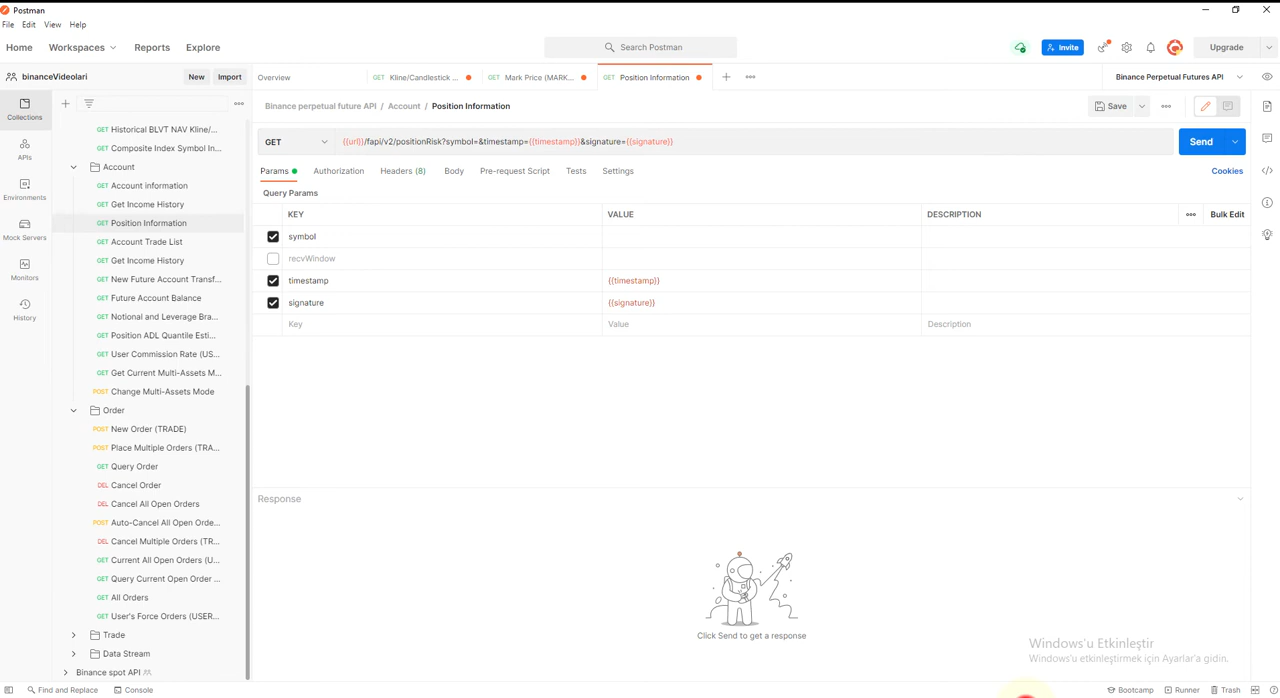 Postman
File Edit View Help
Home Workspaces Reports Explore Search Postman Invite Upgrade
binanceVideolari New Import Overview GET Kline/Candlestick ... GET Mark Price (MARK... GET Position Information Binance Perpetual Futures API
Collections
APIs
Environments
Mock Servers
Monitors
History
GET Historical BLVT NAV Kline/...
GET Composite Index Symbol In...
Account
GET Account information
GET Get Income History
GET Position Information
GET Account Trade List
GET Get Income History
GET New Future Account Transf...
GET Future Account Balance
GET Notional and Leverage Bra...
GET Position ADL Quantile Esti...
GET User Commission Rate (US...
GET Get Current Multi-Assets M...
POST Change Multi-Assets Mode
Order
POST New Order (TRADE)
POST Place Multiple Orders (TRA...
GET Query Order
DEL Cancel Order
DEL Cancel All Open Orders
POST Auto-Cancel All Open Orde...
DEL Cancel Multiple Orders (TR...
GET Current All Open Orders (U...
GET Query Current Open Order ...
GET All Orders
GET User's Force Orders (USER...
Trade
Data Stream
Binance spot API
Binance perpetual future API / Account / Position Information Save
GET {{url}}/fapi/v2/positionRisk?symbol=&timestamp={{timestamp}}&signature={{signature}} Send
Params Authorization Headers (8) Body Pre-request Script Tests Settings Cookies
Query Params
KEY VALUE DESCRIPTION Bulk Edit
symbol
recvWindow
timestamp {{timestamp}}
signature {{signature}}
Key Value Description
Response
Click Send to get a response
Windows'u Etkinleştir
Windows'u etkinleştirmek için Ayarlar'a gidin.
Find and Replace Console Bootcamp Runner Trash